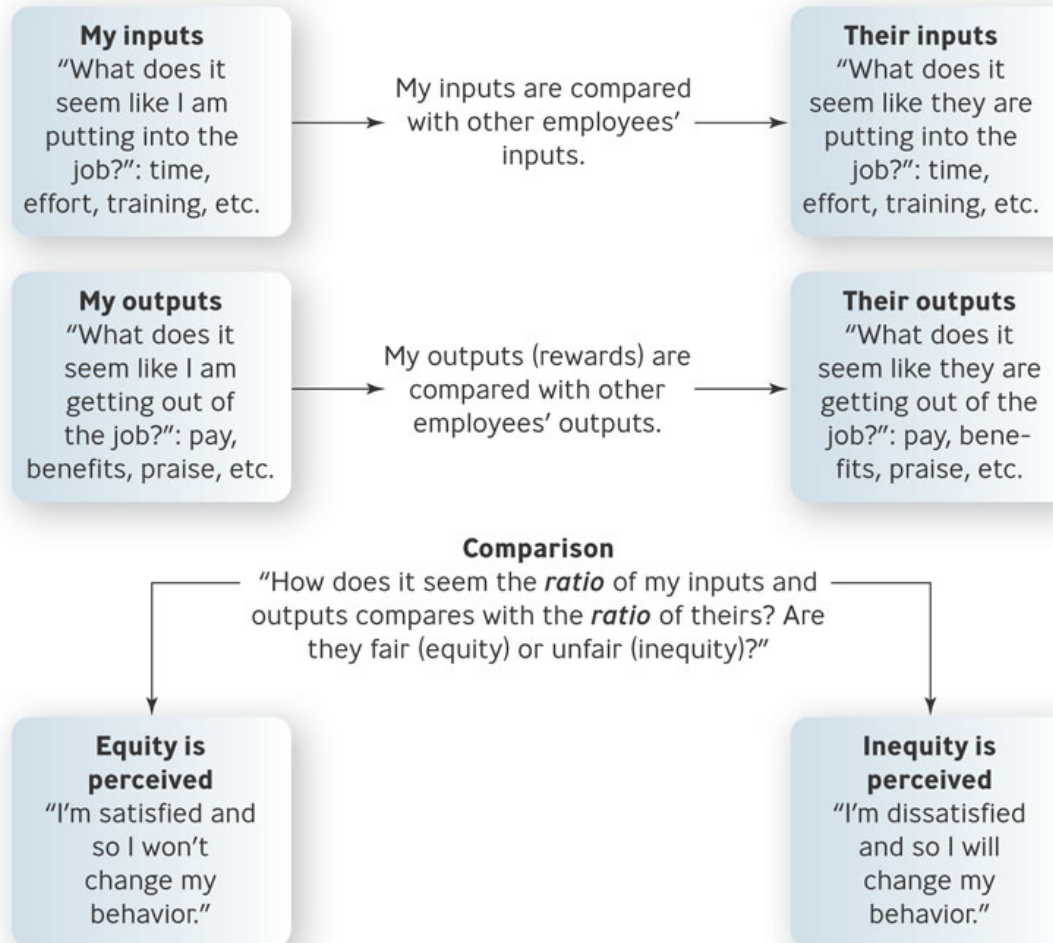 My inputs
“What does it
seem like I am
putting into the
job?”: time,
effort, training, etc.
My inputs are compared
with other employees’
inputs.
Their inputs
“What does it
seem like they are
putting into the
job?”: time,
effort, training, etc.
My outputs
“What does it
seem like I am
getting out of
the job?”: pay,
benefits, praise, etc.
My outputs (rewards) are
compared with other
employees’ outputs.
Their outputs
“What does it
seem like they are
getting out of the
job?”: pay, bene-
fits, praise, etc.
Comparison
“How does it seem the ratio of my inputs and
outputs compares with the ratio of theirs? Are
they fair (equity) or unfair (inequity)?”
Equity is
perceived
“I’m satisfied and
so I won’t
change my
behavior.”
Inequity is
perceived
“I’m dissatisfied
and so I will
change my
behavior.”